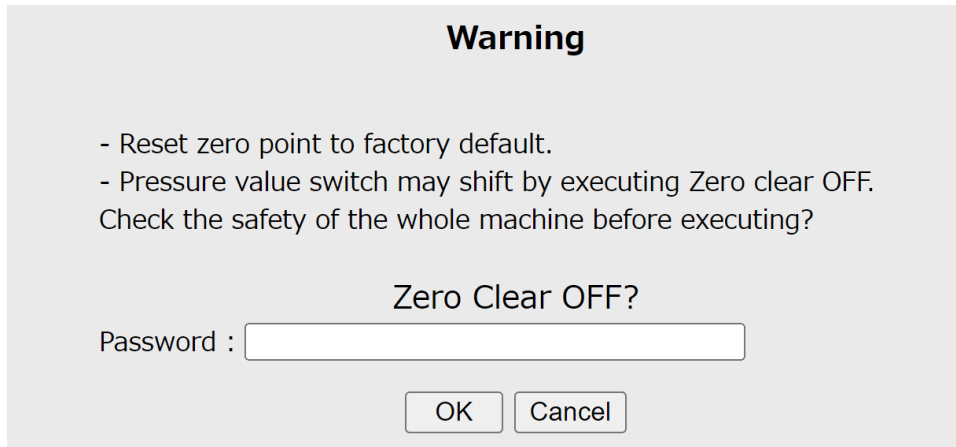 Warning
- Reset zero point to factory default.
- Pressure value switch may shift by executing Zero clear OFF.
Check the safety of the whole machine before executing?
Zero Clear OFF?
Password :
OK Cancel